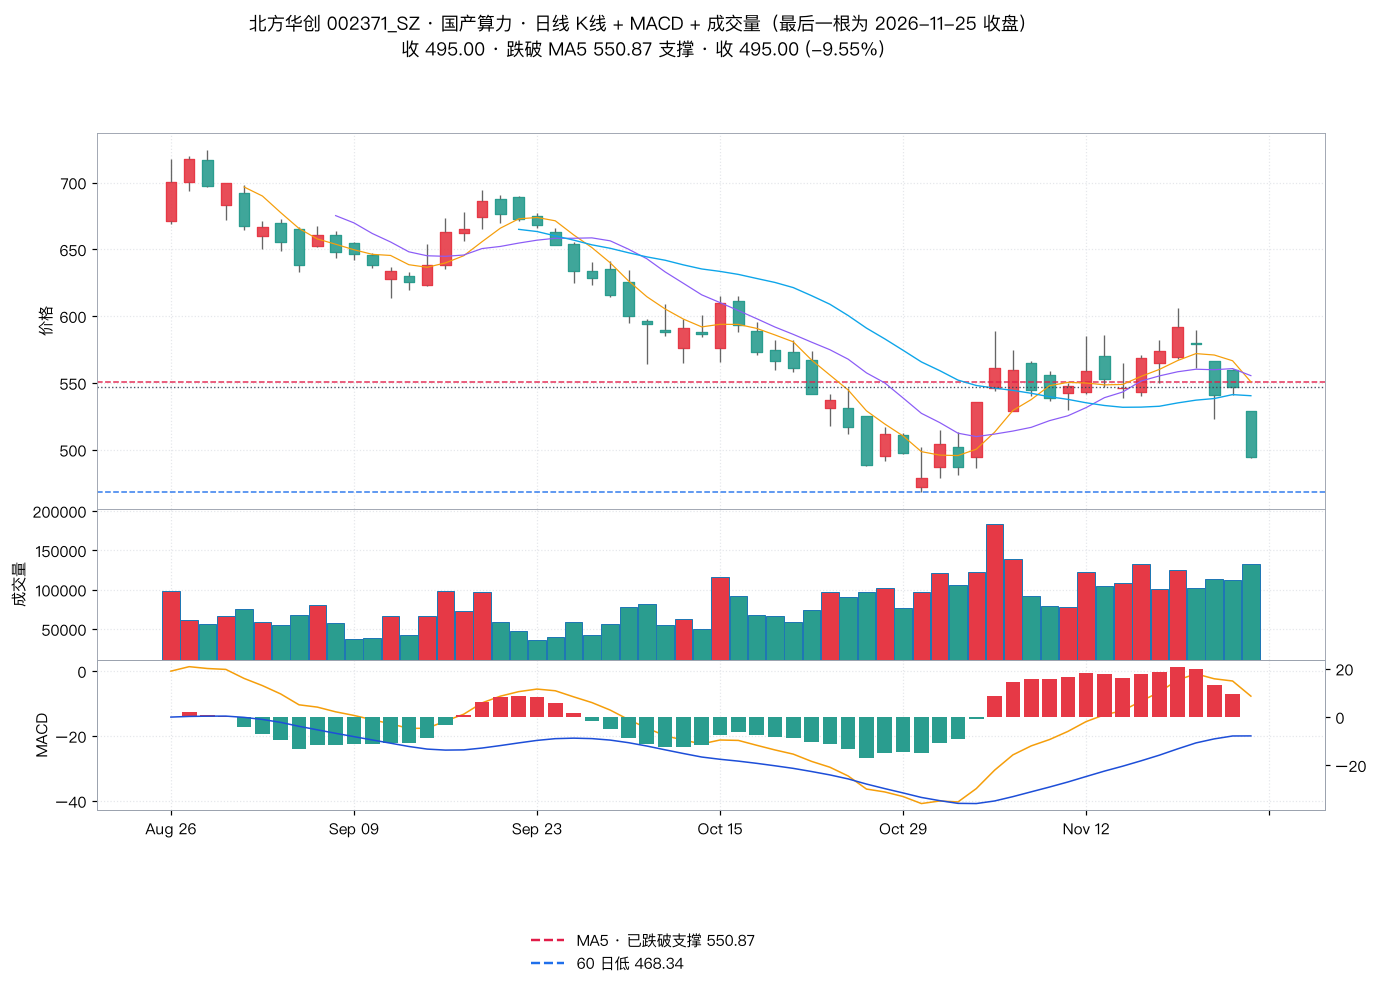 北方华创 002371_SZ · 国产算力 · 日线 K线 + MACD + 成交量（最后一根为 2026−11−25 收盘）
收 495.00 · 跌破 MA5 550.87 支撑 · 收 495.00 (−9.55%)
价格
700
650
600
550
500
成交量
200000
150000
100000
50000
MACD
0
−20
−40
20
0
−20
Aug 26
Sep 09
Sep 23
Oct 15
Oct 29
Nov 12
MA5 · 已跌破支撑 550.87
60 日低 468.34